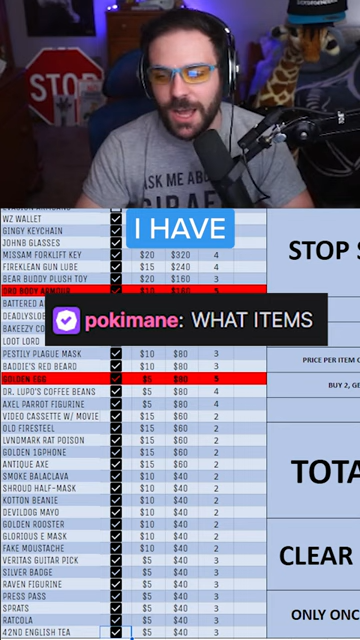 STOP
ASK ME ABOUT
I HAVE
WZ WALLET
GINGY KEYCHAIN
JOHNB GLASSES
MISSAM FORKLIFT KEY $20 $320 4
FIREKLEAN GUN LUBE $15 $240 4
BEAR BUDDY PLUSH TOY $20 $160 3
pokimane: WHAT ITEMS
BATTERED
LOOT LORD
PESTILY PLAGUE MASK $10 $80 3
BADDIE'S RED BEARD $10 $80 3
GOLDEN EGG $5 $80 5
DR. LUPO'S COFFEE BEANS $5 $80 4
AXEL PARROT FIGURINE $5 $80 4
VIDEO CASSETTE W/ MOVIE $15 $60 2
OLD FIRESTEEL $15 $60 2
LVNDMARK RAT POISON $15 $60 2
GOLDEN 1GPHONE $15 $60 2
ANTIQUE AXE $15 $60 2
SMOKE BALACLAVA $10 $40 2
SHROUD HALF-MASK $10 $40 2
KOTTON BEANIE $10 $40 2
DEVILDOG MAYO $10 $40 2
GOLDEN ROOSTER $10 $40 2
GLORIOUS E MASK $10 $40 2
FAKE MOUSTACHE $10 $40 2
VERITAS GUITAR PICK $5 $40 3
SILVER BADGE $5 $40 3
RAVEN FIGURINE $5 $40 3
PRESS PASS $5 $40 3
SPRATS $5 $40 3
RATCOLA $5 $40 3
42ND ENGLISH TEA $5 $40 3
STOP
PRICE PER ITEM
BUY 2,
TOTA
CLEAR
ONLY ONC